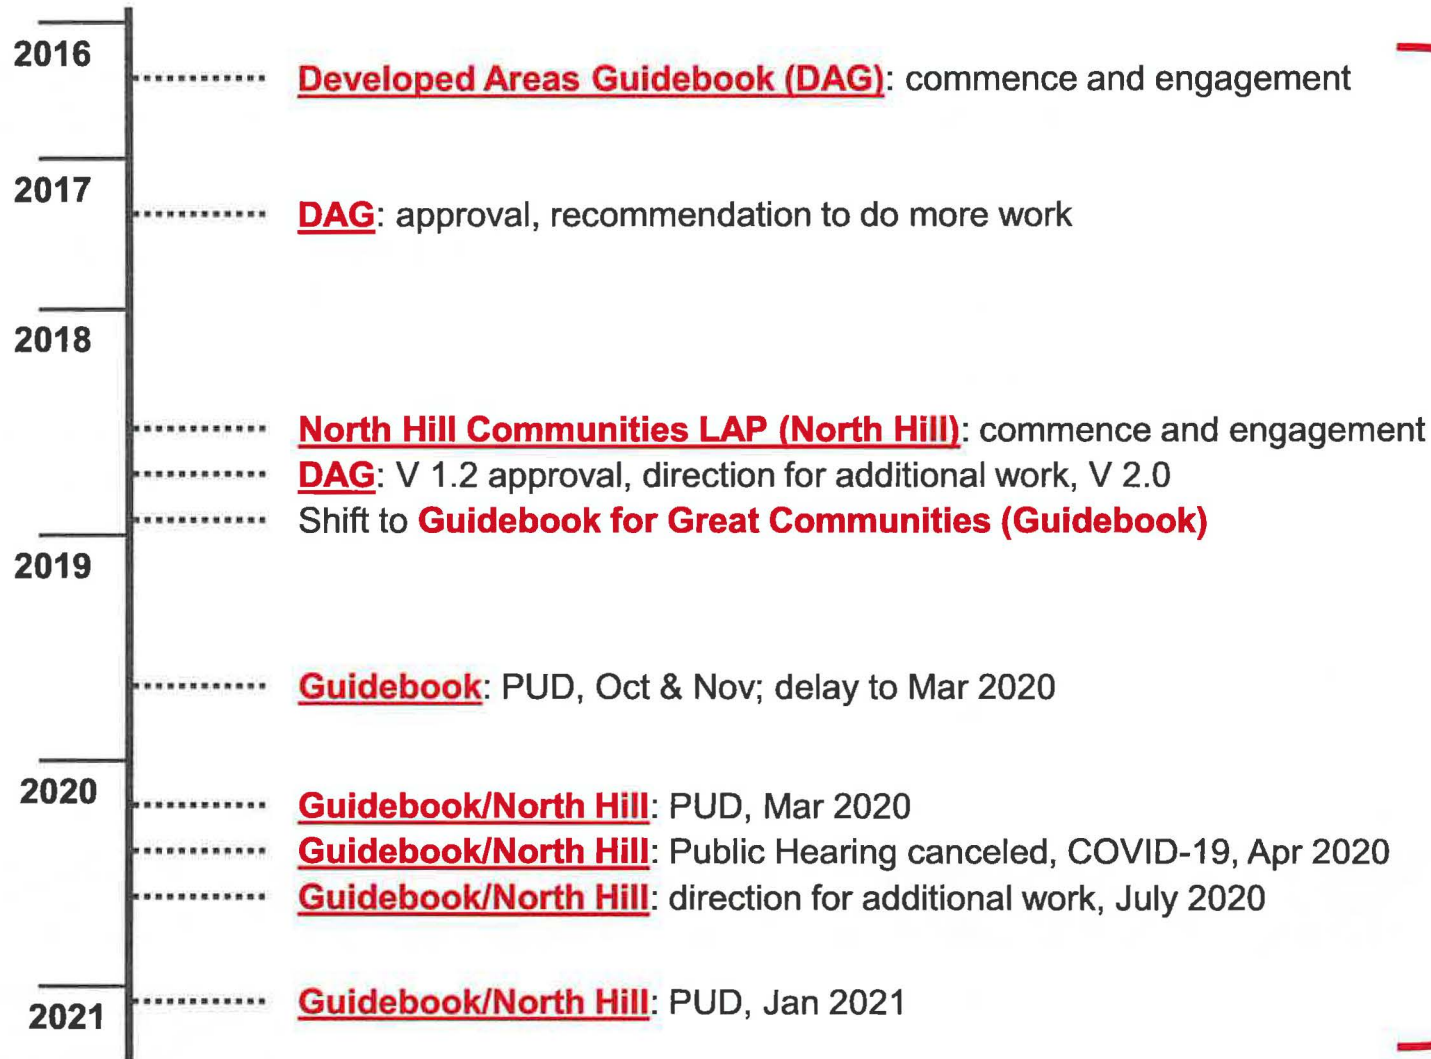 2016
Developed Areas Guidebook (DAG): commence and engagement
2017
DAG: approval, recommendation to do more work
2018
North Hill Communities LAP (North Hill): commence and engagement
DAG: V 1.2 approval, direction for additional work, V 2.0
Shift to Guidebook for Great Communities (Guidebook)
2019
Guidebook: PUD, Oct & Nov; delay to Mar 2020
2020
Guidebook/North Hill: PUD, Mar 2020
Guidebook/North Hill: Public Hearing canceled, COVID-19, Apr 2020
Guidebook/North Hill: direction for additional work, July 2020
2021
Guidebook/North Hill: PUD, Jan 2021